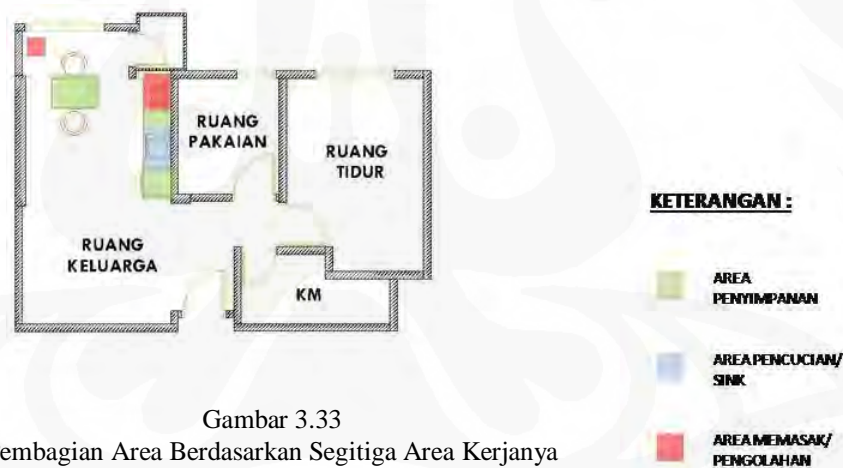 RUANG
PAKAIAN
RUANG
TIDUR
RUANG
KELUARGA
KM
KETERANGAN :
AREA
PENYIMPANAN
AREA PENCUCIAN/
SINK
AREA MEMASAK/
PENGOLAHAN
Gambar 3.33
embagian Area Berdasarkan Segitiga Area Kerjanya